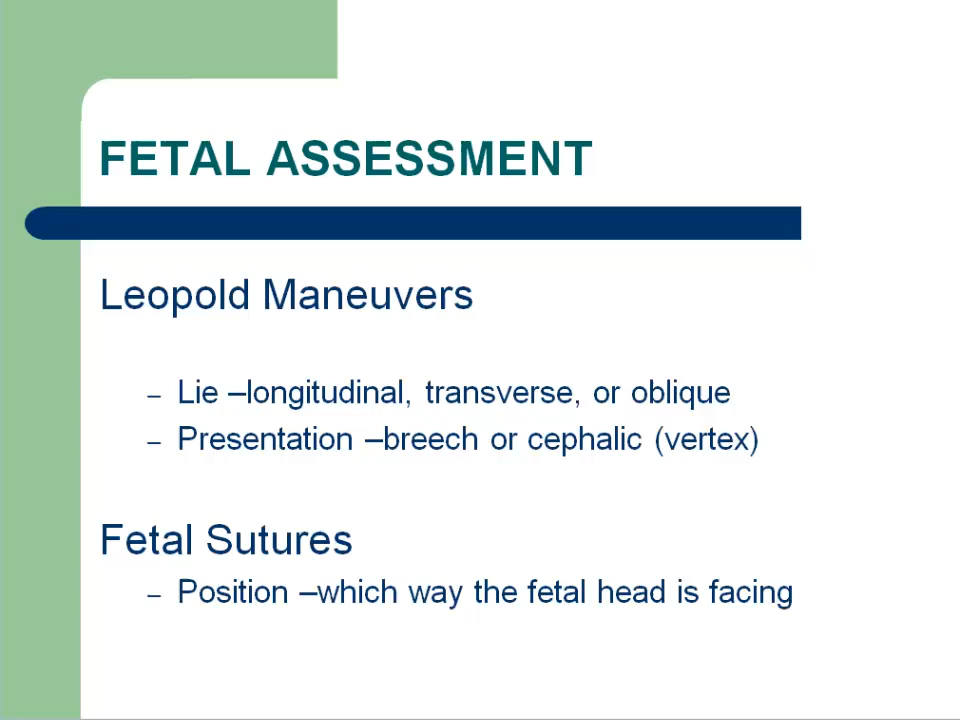 FETAL ASSESSMENT
Leopold Maneuvers
– Lie –longitudinal, transverse, or oblique
– Presentation –breech or cephalic (vertex)
Fetal Sutures
– Position –which way the fetal head is facing